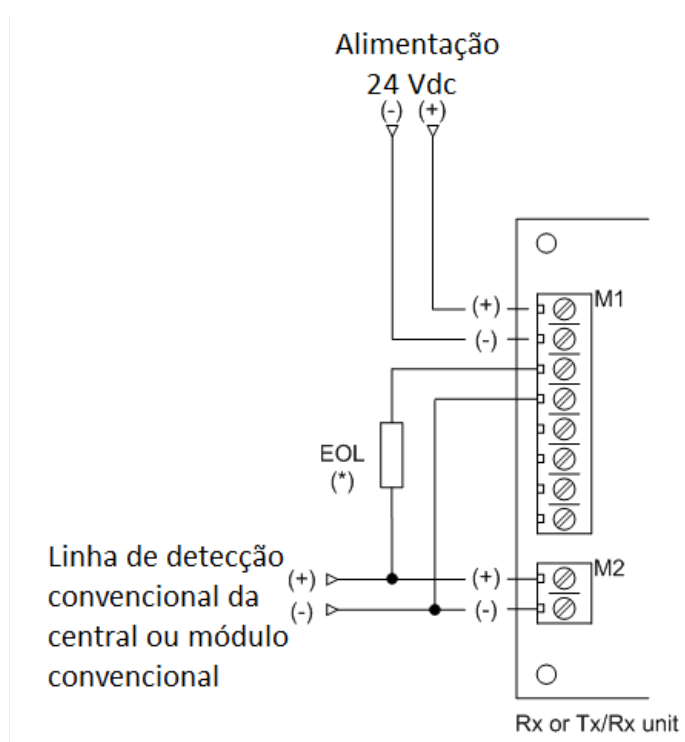 Alimentação
24 Vdc
(-) (+)
(+)
M1
(-)
EOL
(*)
Linha de detecção
convencional da
central ou módulo
convencional
(+)
(-)
(+)
(-)
M2
Rx or Tx/Rx unit